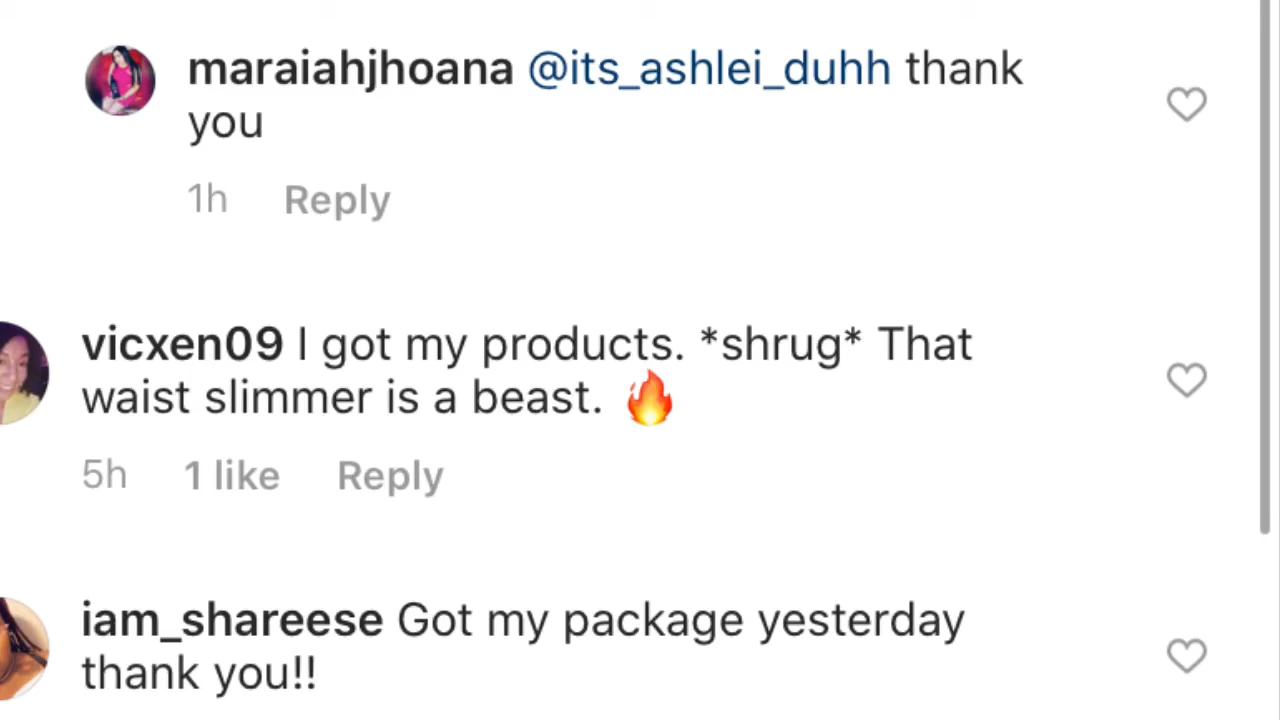 maraiahjhoana @its_ashlei_duhh thank
you
1h Reply
vicxen09 I got my products. *shrug* That
waist slimmer is a beast. 🔥
5h 1 like Reply
iam_shareese Got my package yesterday
thank you!!